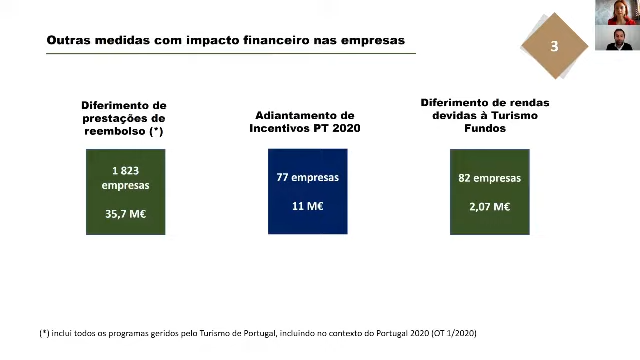 Outras medidas com impacto financeiro nas empresas
3
Diferimento de
prestações de
reembolso (*)
1 823
empresas
35,7 M€
Adiantamento de
Incentivos PT 2020
77 empresas
11 M€
Diferimento de rendas
devidas à Turismo
Fundos
82 empresas
2,07 M€
(*) inclui todos os programas geridos pelo Turismo de Portugal, incluindo no contexto do Portugal 2020 (OT 1/2020)